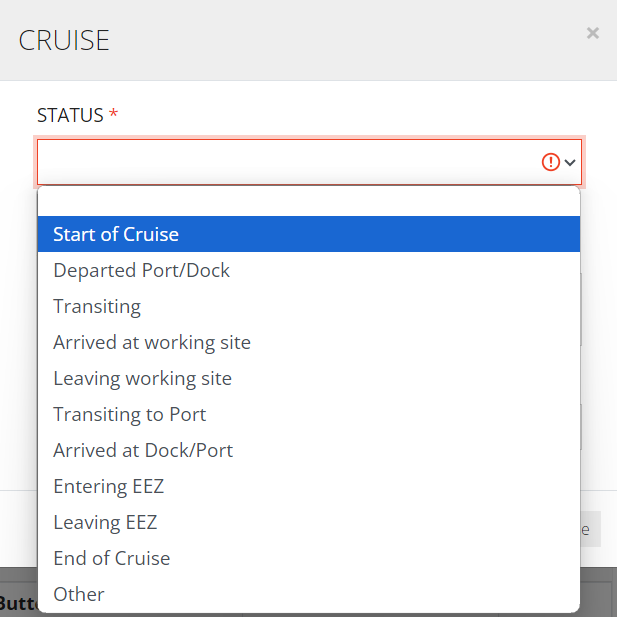 CRUISE ×
STATUS *
Start of Cruise
Departed Port/Dock
Transiting
Arrived at working site
Leaving working site
Transiting to Port
Arrived at Dock/Port
Entering EEZ
Leaving EEZ
End of Cruise
Other